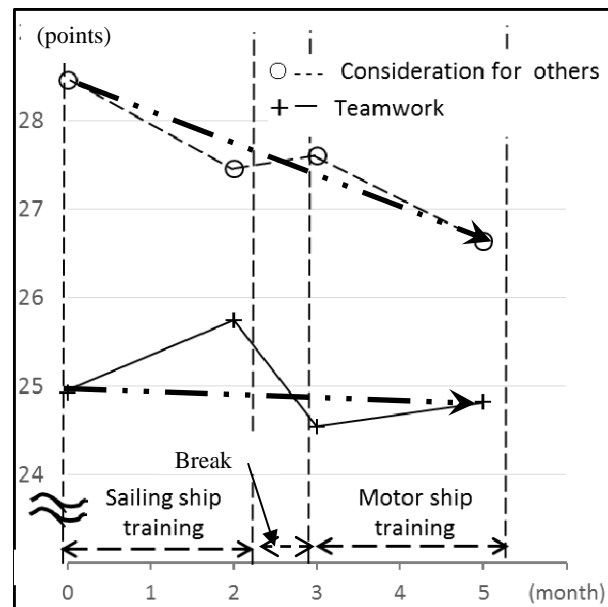 (points)
Consideration for others
Teamwork
28
27
26
25
24
Break
Sailing ship
training
Motor ship
training
0 1 2 3 4 5 (month)